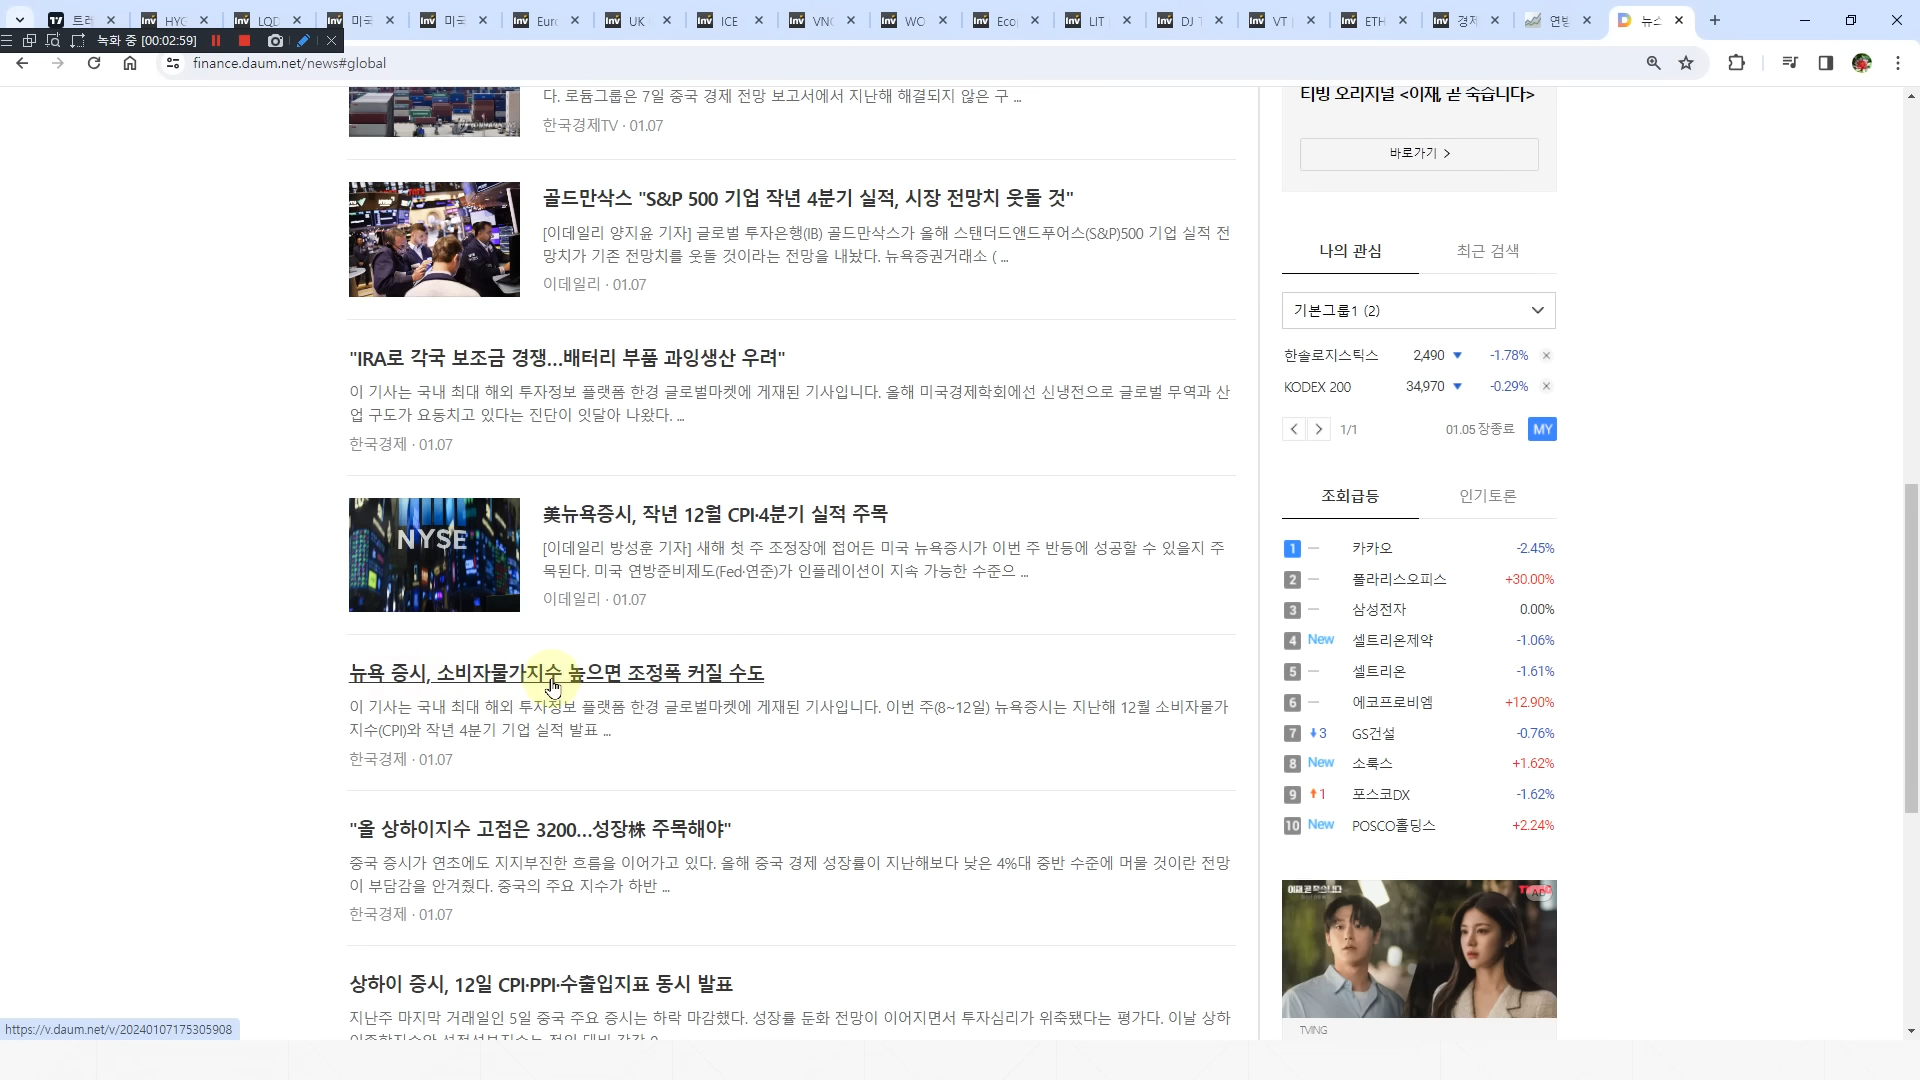 트레
HYG
LQD
미국
미국
Euro
UK
ICE
VNQ
WO
Eco
LIT
DJ
VT
ETH
경제
연방
뉴스
녹화 중 [00:02:59]
finance.daum.net/news#global
다. 로듐그룹은 7일 중국 경제 전망 보고서에서 지난해 해결되지 않은 구 ...
한국경제TV · 01.07
골드만삭스 "S&P 500 기업 작년 4분기 실적, 시장 전망치 웃돌 것"
[이데일리 양지윤 기자] 글로벌 투자은행(IB) 골드만삭스가 올해 스탠더드앤드푸어스(S&P)500 기업 실적 전
망치가 기존 전망치를 웃돌 것이라는 전망을 내놨다. 뉴욕증권거래소 ( ...
이데일리 · 01.07
"IRA로 각국 보조금 경쟁...배터리 부품 과잉생산 우려"
이 기사는 국내 최대 해외 투자정보 플랫폼 한경 글로벌마켓에 게재된 기사입니다. 올해 미국경제학회에선 신냉전으로 글로벌 무역과 산
업 구도가 요동치고 있다는 진단이 잇달아 나왔다. ...
한국경제 · 01.07
NYSE
美뉴욕증시, 작년 12월 CPI·4분기 실적 주목
[이데일리 방성훈 기자] 새해 첫 주 조정장에 접어든 미국 뉴욕증시가 이번 주 반등에 성공할 수 있을지 주
목된다. 미국 연방준비제도(Fed·연준)가 인플레이션이 지속 가능한 수준으 ...
이데일리 · 01.07
뉴욕 증시, 소비자물가지수 높으면 조정폭 커질 수도
이 기사는 국내 최대 해외 투자정보 플랫폼 한경 글로벌마켓에 게재된 기사입니다. 이번 주(8~12일) 뉴욕증시는 지난해 12월 소비자물가
지수(CPI)와 작년 4분기 기업 실적 발표 ...
한국경제 · 01.07
"올 상하이지수 고점은 3200...성장株 주목해야"
중국 증시가 연초에도 지지부진한 흐름을 이어가고 있다. 올해 중국 경제 성장률이 지난해보다 낮은 4%대 중반 수준에 머물 것이란 전망
이 부담감을 안겨줬다. 중국의 주요 지수가 하반 ...
한국경제 · 01.07
상하이 증시, 12일 CPI·PPI·수출입지표 동시 발표
지난주 마지막 거래일인 5일 중국 주요 증시는 하락 마감했다. 성장률 둔화 전망이 이어지면서 투자심리가 위축됐다는 평가다. 이날 상하
https://v.daum.net/v/20240107175305908
티빙 오리지널 <이재, 곧 죽습니다>
바로가기 >
나의 관심 최근 검색
기본그룹1 (2)
한솔로지스틱스 2,490 ▼ -1.78% ×
KODEX 200 34,970 ▼ -0.29% ×
1/1 01.05 장종료 MY
조회급등 인기토론
1 ─ 카카오 -2.45%
2 ─ 폴라리스오피스 +30.00%
3 ─ 삼성전자 0.00%
4 New 셀트리온제약 -1.06%
5 ─ 셀트리온 -1.61%
6 ─ 에코프로비엠 +12.90%
7 ↓3 GS건설 -0.76%
8 New 소룩스 +1.62%
9 ↑1 포스코DX -1.62%
10 New POSCO홀딩스 +2.24%
이재,곧죽습니다
AD
TVING